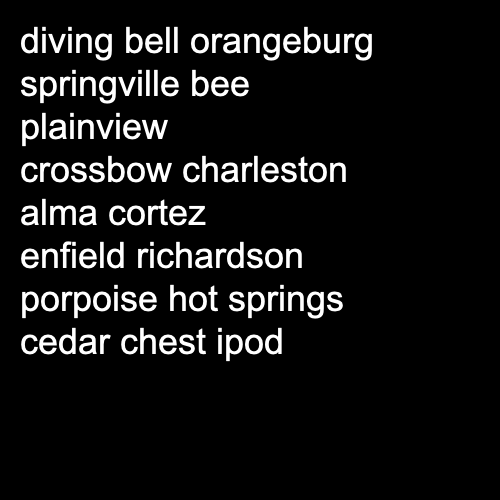 diving bell orangeburg
springville bee
plainview
crossbow charleston
alma cortez
enfield richardson
porpoise hot springs
cedar chest ipod